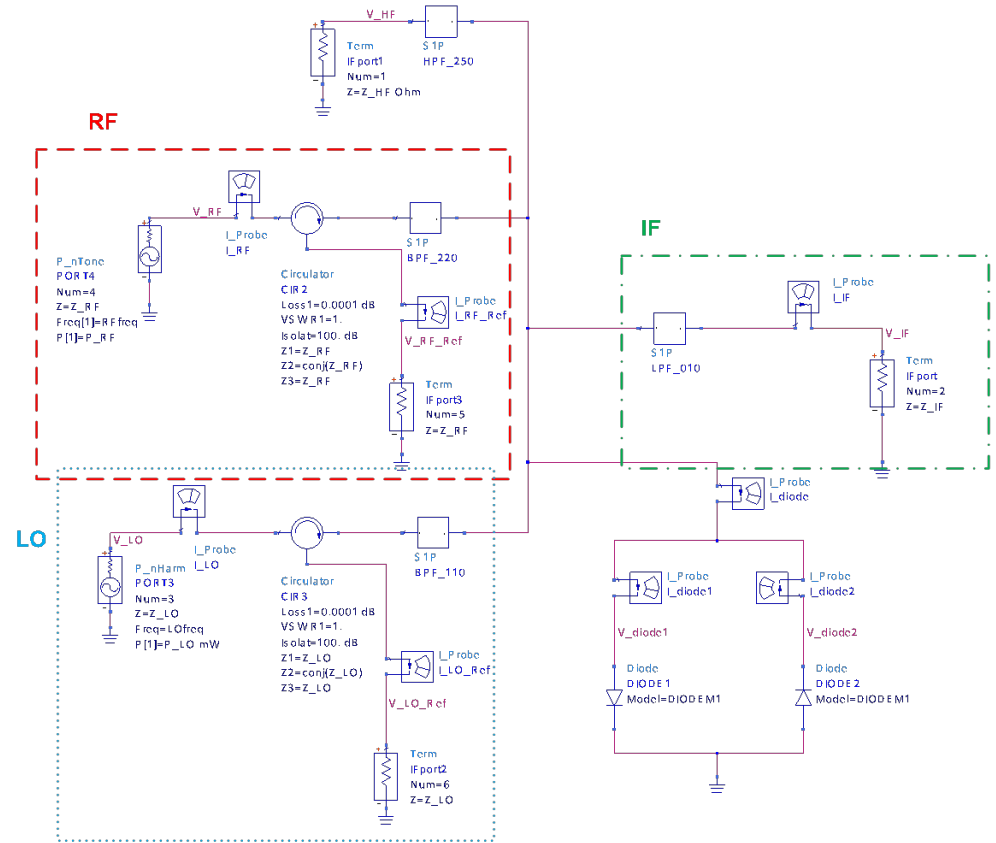 V_HF
S1P
HPF_250
Term
IFport1
Num=1
Z=Z_HF Ohm
RF
V_RF
I_Probe
I_RF
S1P
BPF_220
P_nTone
PORT4
Num=4
Z=Z_RF
Freq[1]=RFfreq
P[1]=P_RF
Circulator
CIR2
Loss1=0.0001 dB
VSWR1=1.
Isolat=100. dB
Z1=Z_RF
Z2=conj(Z_RF)
Z3=Z_RF
I_Probe
I_RF_Ref
V_RF_Ref
Term
IFport3
Num=5
Z=Z_RF
IF
I_Probe
I_IF
S1P
LPF_010
V_IF
Term
IFport
Num=2
Z=Z_IF
LO
V_LO
I_Probe
I_LO
S1P
BPF_110
P_nHarm
PORT3
Num=3
Z=Z_LO
Freq=LOfreq
P[1]=P_LO mW
Circulator
CIR3
Loss1=0.0001 dB
VSWR1=1.
Isolat=100. dB
Z1=Z_LO
Z2=conj(Z_LO)
Z3=Z_LO
I_Probe
I_LO_Ref
V_LO_Ref
Term
IFport2
Num=6
Z=Z_LO
I_Probe
I_diode
I_Probe
I_diode1
I_Probe
I_diode2
V_diode1
V_diode2
Diode
DIODE1
Model=DIODEM1
Diode
DIODE2
Model=DIODEM1